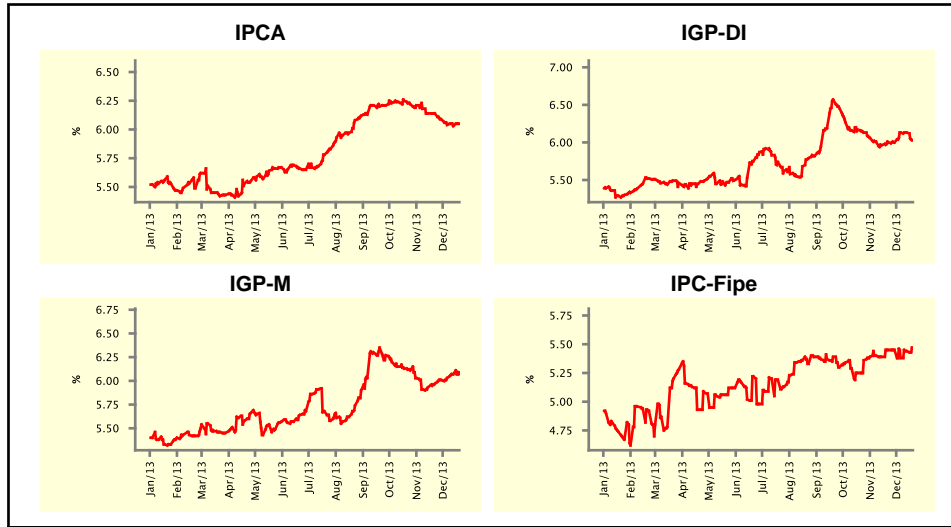 IPCA
6.50
6.25
6.00
5.75
5.50
%
Jan/13
Feb/13
Mar/13
Apr/13
May/13
Jun/13
Jul/13
Aug/13
Sep/13
Oct/13
Nov/13
Dec/13
IGP-DI
7.00
6.50
6.00
5.50
%
Jan/13
Feb/13
Mar/13
Apr/13
May/13
Jun/13
Jul/13
Aug/13
Sep/13
Oct/13
Nov/13
Dec/13
IGP-M
6.75
6.50
6.25
6.00
5.75
5.50
%
Jan/13
Feb/13
Mar/13
Apr/13
May/13
Jun/13
Jul/13
Aug/13
Sep/13
Oct/13
Nov/13
Dec/13
IPC-Fipe
5.75
5.50
5.25
5.00
4.75
%
Jan/13
Feb/13
Mar/13
Apr/13
May/13
Jun/13
Jul/13
Aug/13
Sep/13
Oct/13
Nov/13
Dec/13